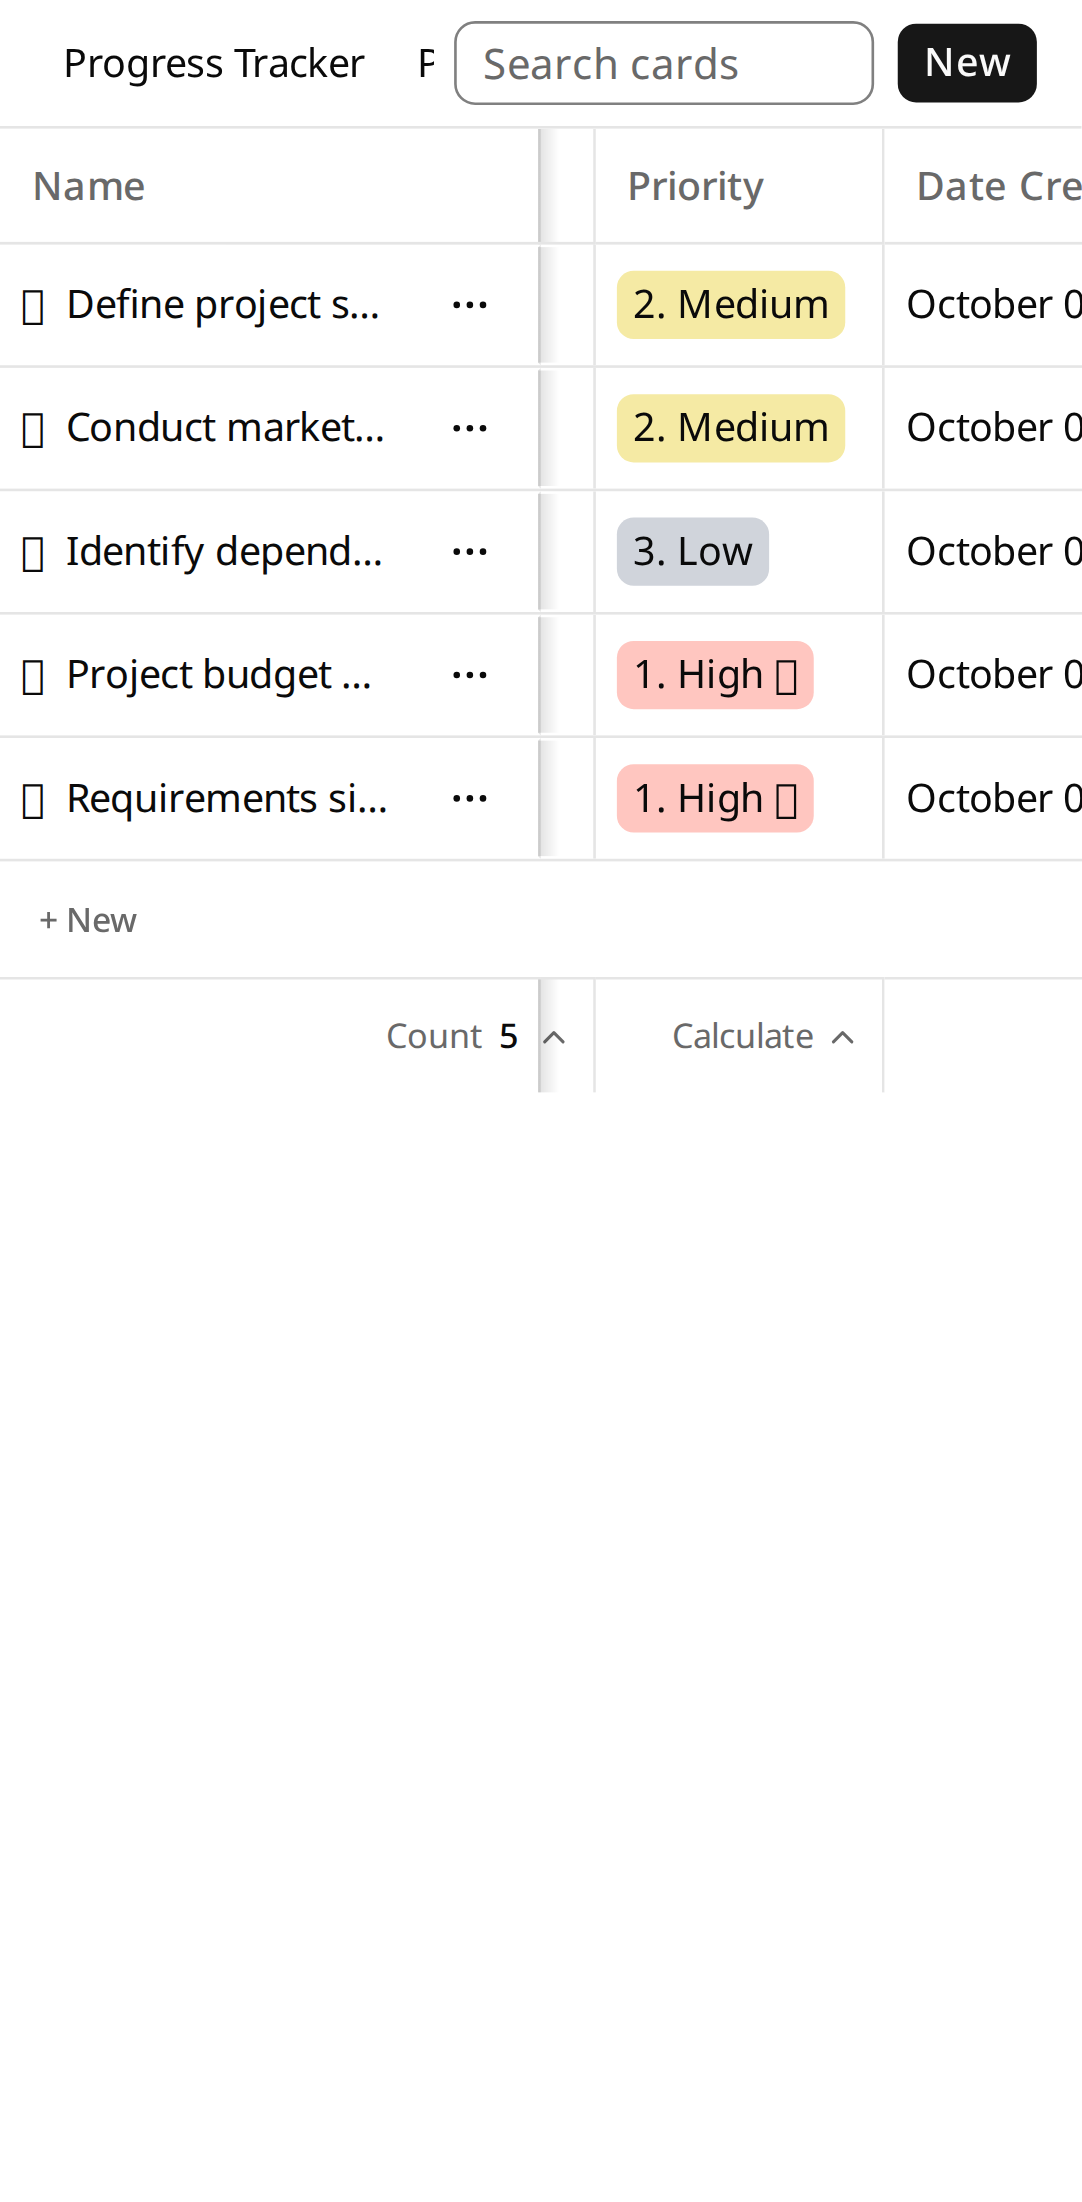 Progress Tracker P Search cards New
Name Priority Date Cre
Define project s... ... 2. Medium October 0
Conduct market... ... 2. Medium October 0
Identify depend... ... 3. Low October 0
Project budget ... ... 1. High October 0
Requirements si... ... 1. High October 0
+ New
Count 5 Calculate